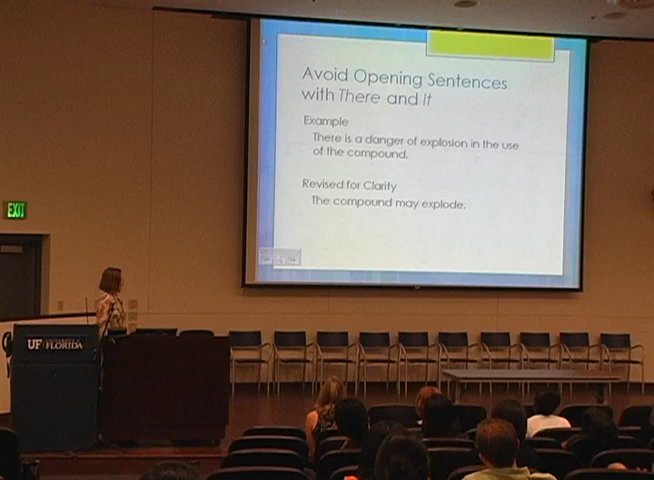 Avoid Opening Sentences
with There and It
Example
There is a danger of explosion in the use
of the compound.
Revised for Clarity
The compound may explode.
EXIT
UF FLORIDA